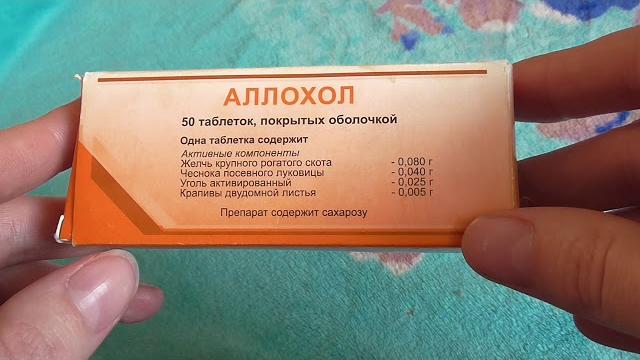 АЛЛОХОЛ
50 таблеток, покрытых оболочкой
Одна таблетка содержит
Активные компоненты
Желчь крупного рогатого скота - 0,080 г
Чеснока посевного луковицы - 0,040 г
Уголь активированный - 0,025 г
Крапивы двудомной листья - 0,005 г
Препарат содержит сахарозу